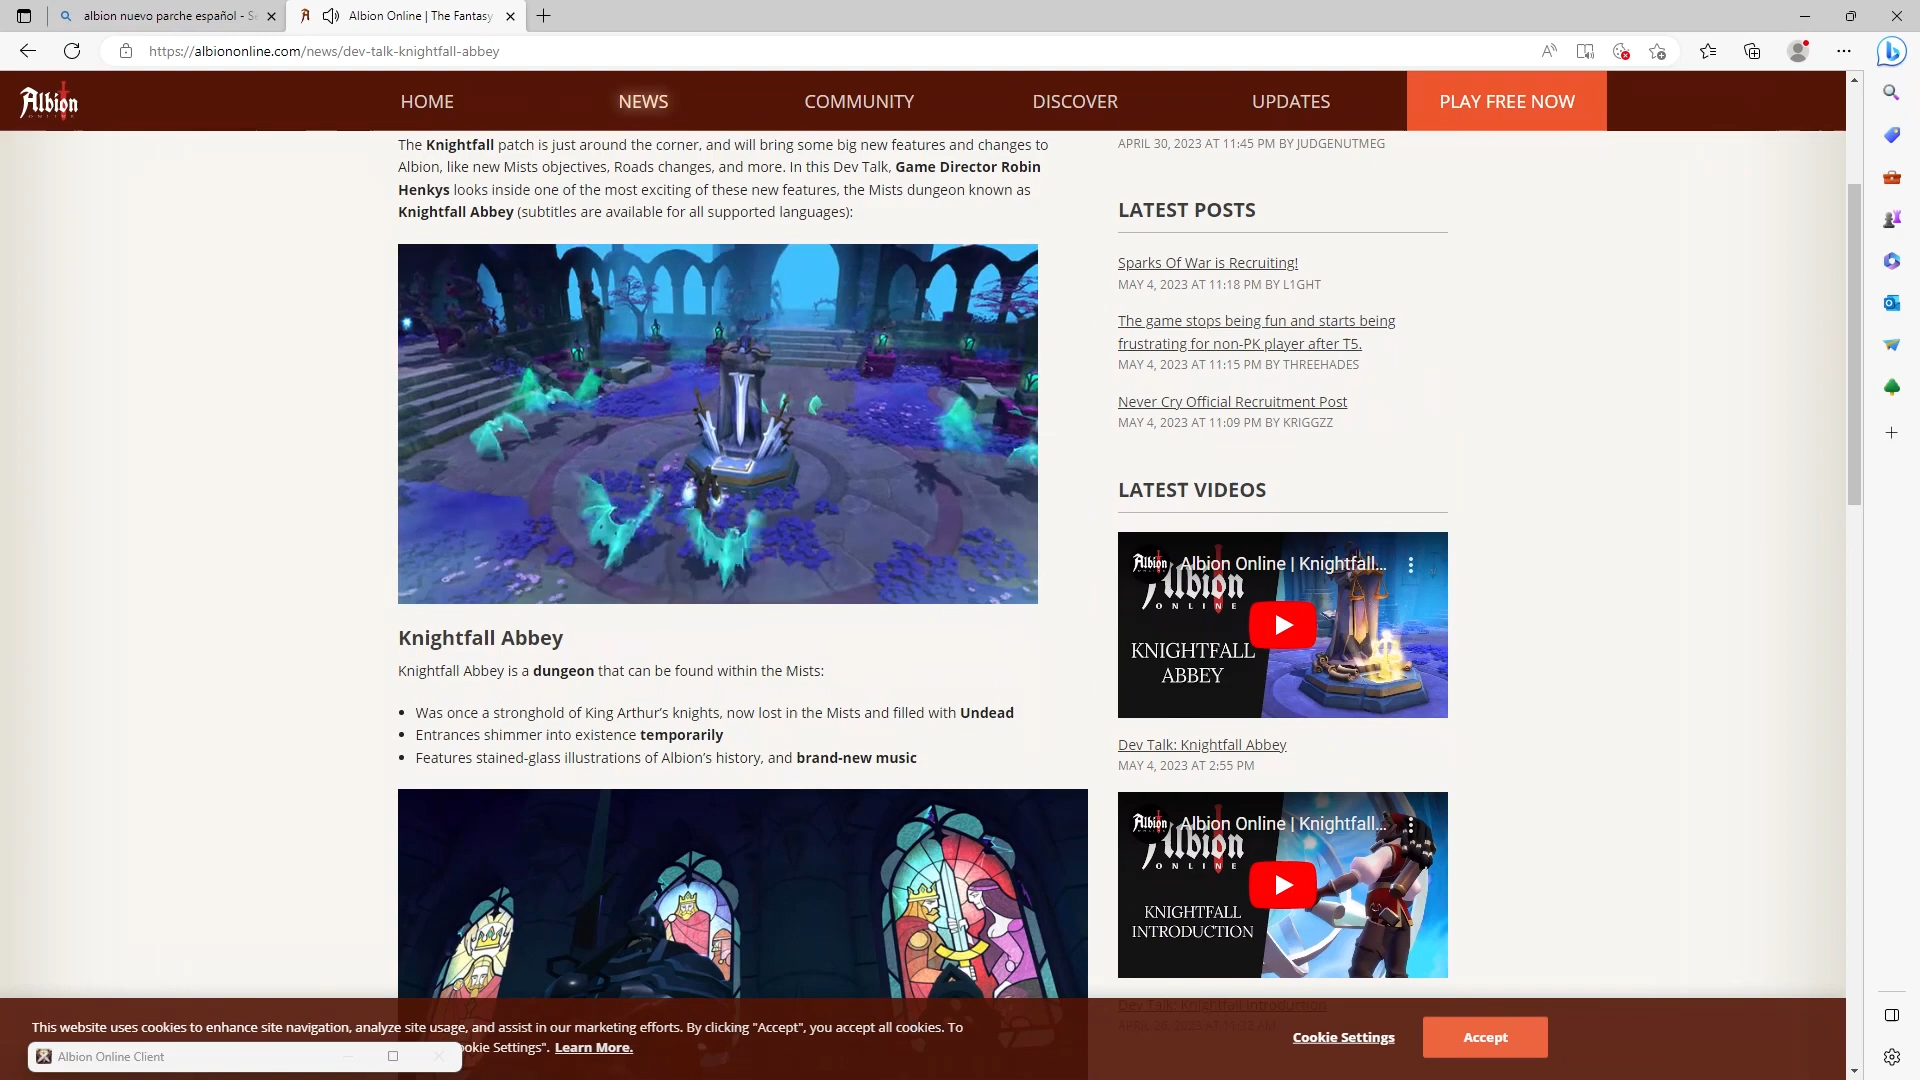 albion nuevo parche español - Se
Albion Online | The Fantasy
https://albiononline.com/news/dev-talk-knightfall-abbey
Albion
ONLINE
HOME
NEWS
COMMUNITY
DISCOVER
UPDATES
PLAY FREE NOW
The Knightfall patch is just around the corner, and will bring some big new features and changes to
Albion, like new Mists objectives, Roads changes, and more. In this Dev Talk, Game Director Robin
Henkys looks inside one of the most exciting of these new features, the Mists dungeon known as
Knightfall Abbey (subtitles are available for all supported languages):
Knightfall Abbey
Knightfall Abbey is a dungeon that can be found within the Mists:
• Was once a stronghold of King Arthur's knights, now lost in the Mists and filled with Undead
• Entrances shimmer into existence temporarily
• Features stained-glass illustrations of Albion's history, and brand-new music
APRIL 30, 2023 AT 11:45 PM BY JUDGENUTMEG
LATEST POSTS
Sparks Of War is Recruiting!
MAY 4, 2023 AT 11:18 PM BY L1GHT
The game stops being fun and starts being
frustrating for non-PK player after T5.
MAY 4, 2023 AT 11:15 PM BY THREEHADES
Never Cry Official Recruitment Post
MAY 4, 2023 AT 11:09 PM BY KRIGGZZ
LATEST VIDEOS
Albion Online | Knightfall...
Albion
ONLINE
KNIGHTFALL
ABBEY
Dev Talk: Knightfall Abbey
MAY 4, 2023 AT 2:55 PM
Albion Online | Knightfall...
Albion
ONLINE
KNIGHTFALL
INTRODUCTION
Dev Talk: Knightfall Introduction
This website uses cookies to enhance site navigation, analyze site usage, and assist in our marketing efforts. By clicking "Accept", you accept all cookies. To
ookie Settings". Learn More.
Cookie Settings
Accept
Albion Online Client